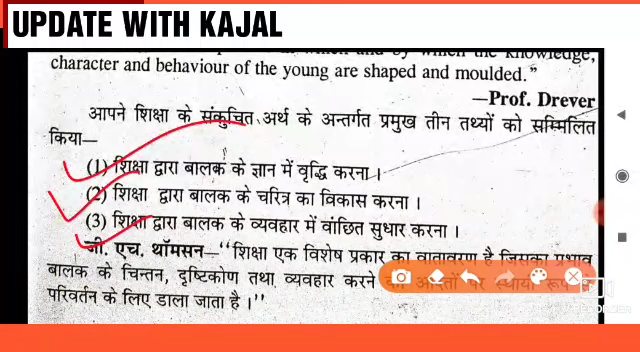 UPDATE WITH KAJAL
character and behaviour of the young are shaped and moulded.”
—Prof. Drever
आपने शिक्षा के संकुचित अर्थ के अन्तर्गत प्रमुख तीन तथ्यों को सम्मिलित
किया—
(1) शिक्षा द्वारा बालक के ज्ञान में वृद्धि करना।
(2) शिक्षा द्वारा बालक के चरित्र का विकास करना।
(3) शिक्षा द्वारा बालक के व्यवहार में वांछित सुधार करना।
जी. एच. थॉमसन—‘‘शिक्षा एक विशेष प्रकार का वातावरण है जिसका प्रभाव
बालक के चिन्तन, दृष्टिकोण तथा व्यवहार करने
परिवर्तन के लिए डाला जाता है।’’